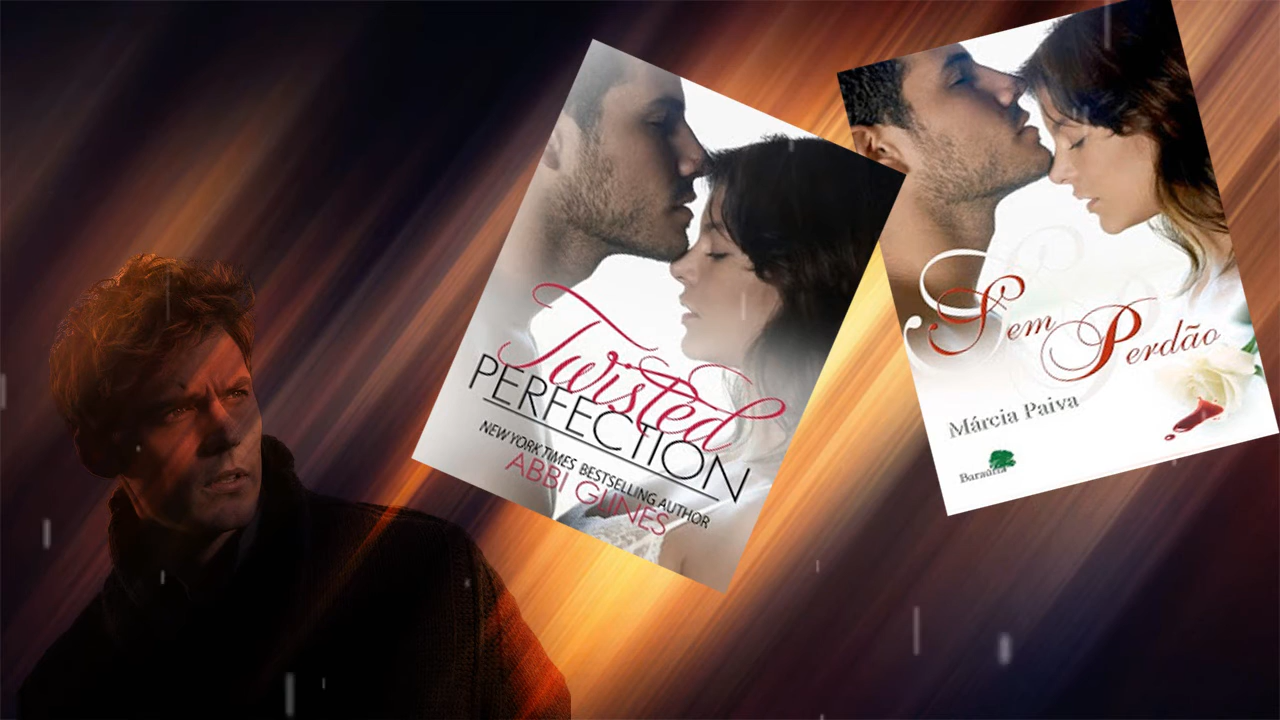 Twisted
PERFECTION
NEW YORK TIMES BESTSELLING AUTHOR
ABBI GLINES
Sem Perdão
Márcia Paiva
Baraúna